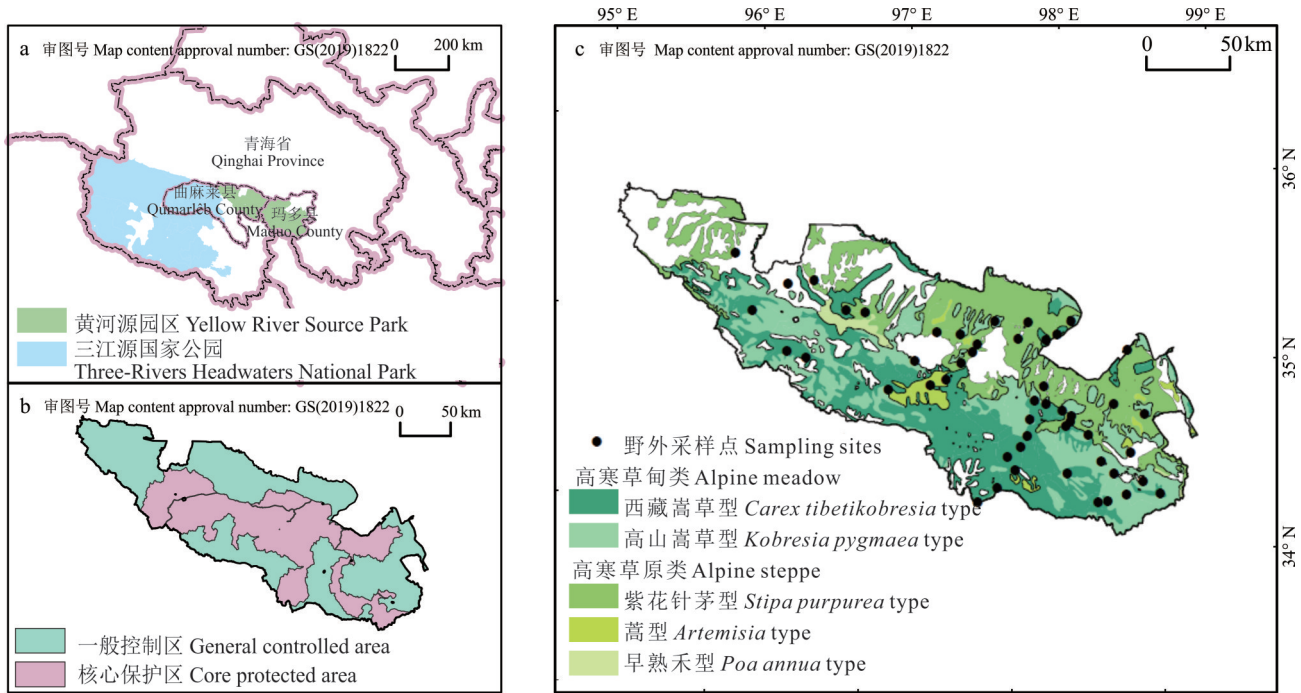 a 审图号 Map content approval number: GS(2019)1822
0 200 km
青海省
Qinghai Province
曲麻莱县
Qumarlêb County
玛多县
Maduo County
黄河源园区 Yellow River Source Park
三江源国家公园
Three-Rivers Headwaters National Park
b 审图号 Map content approval number: GS(2019)1822
0 50 km
一般控制区 General controlled area
核心保护区 Core protected area
95° E 96° E 97° E 98° E 99° E
c 审图号 Map content approval number: GS(2019)1822
0 50 km
36° N
35° N
34° N
野外采样点 Sampling sites
高寒草甸类 Alpine meadow
西藏嵩草型 Carex tibetikobresia type
高山嵩草型 Kobresia pygmaea type
高寒草原类 Alpine steppe
紫花针茅型 Stipa purpurea type
蒿型 Artemisia type
早熟禾型 Poa annua type